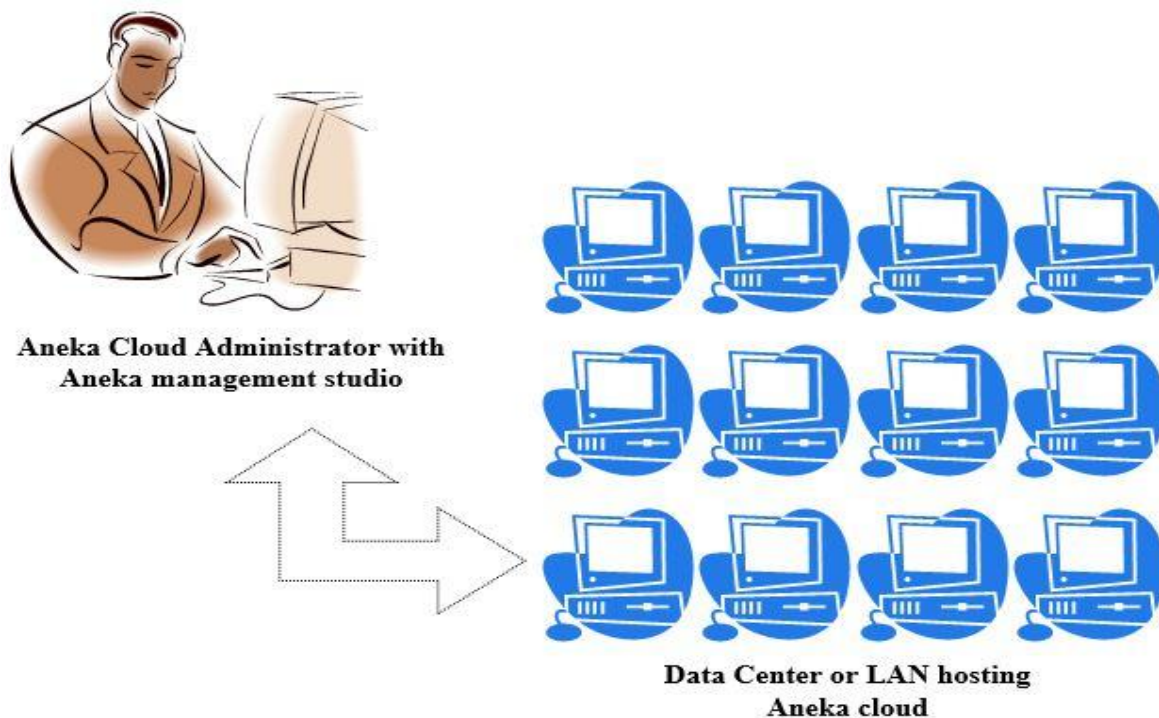 Aneka Cloud Administrator with
Aneka management studio
Data Center or LAN hosting
Aneka cloud